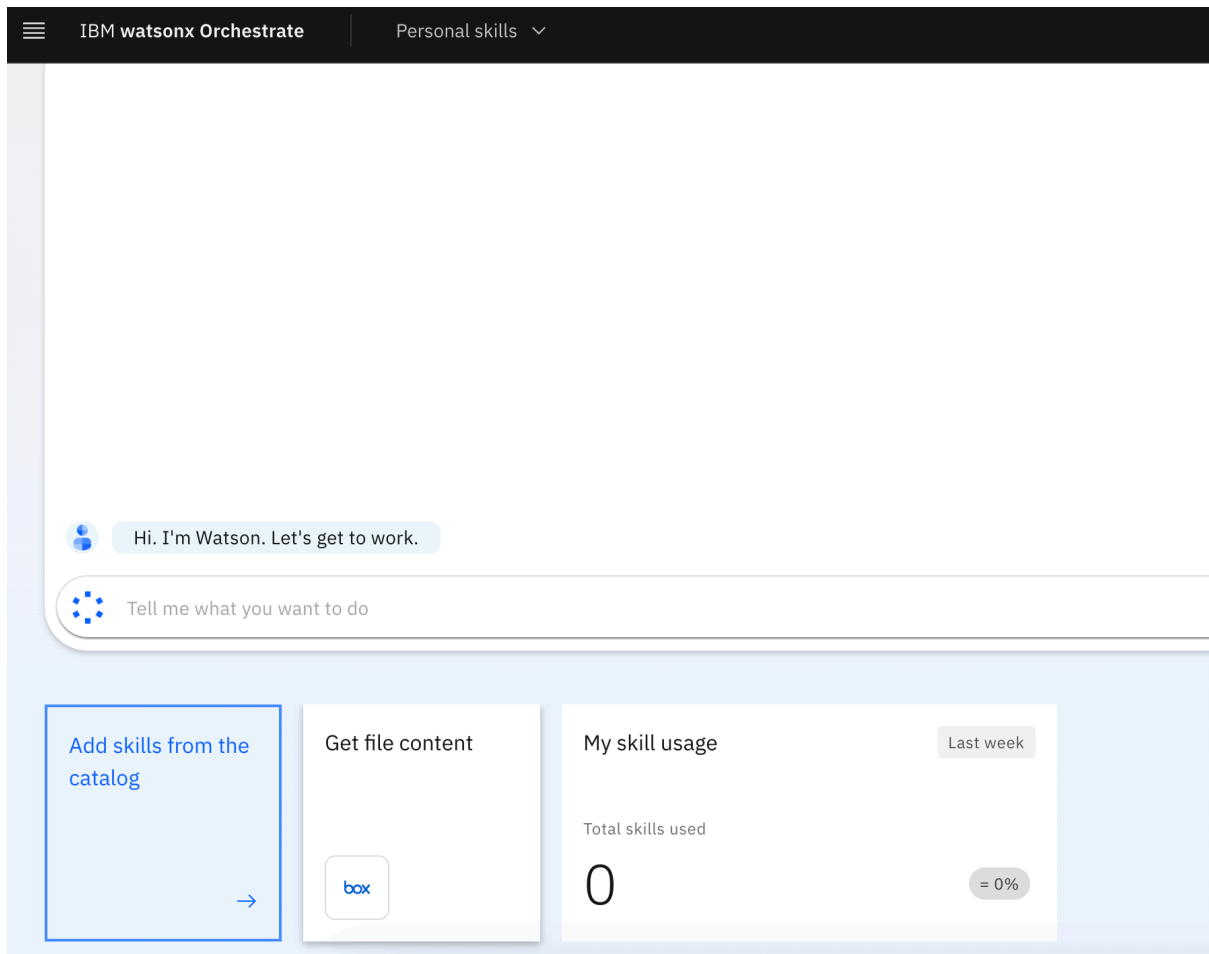 IBM watsonx Orchestrate
Personal skills
Hi. I'm Watson. Let's get to work.
Tell me what you want to do
Add skills from the
catalog
Get file content
box
My skill usage
Last week
Total skills used
0
= 0%